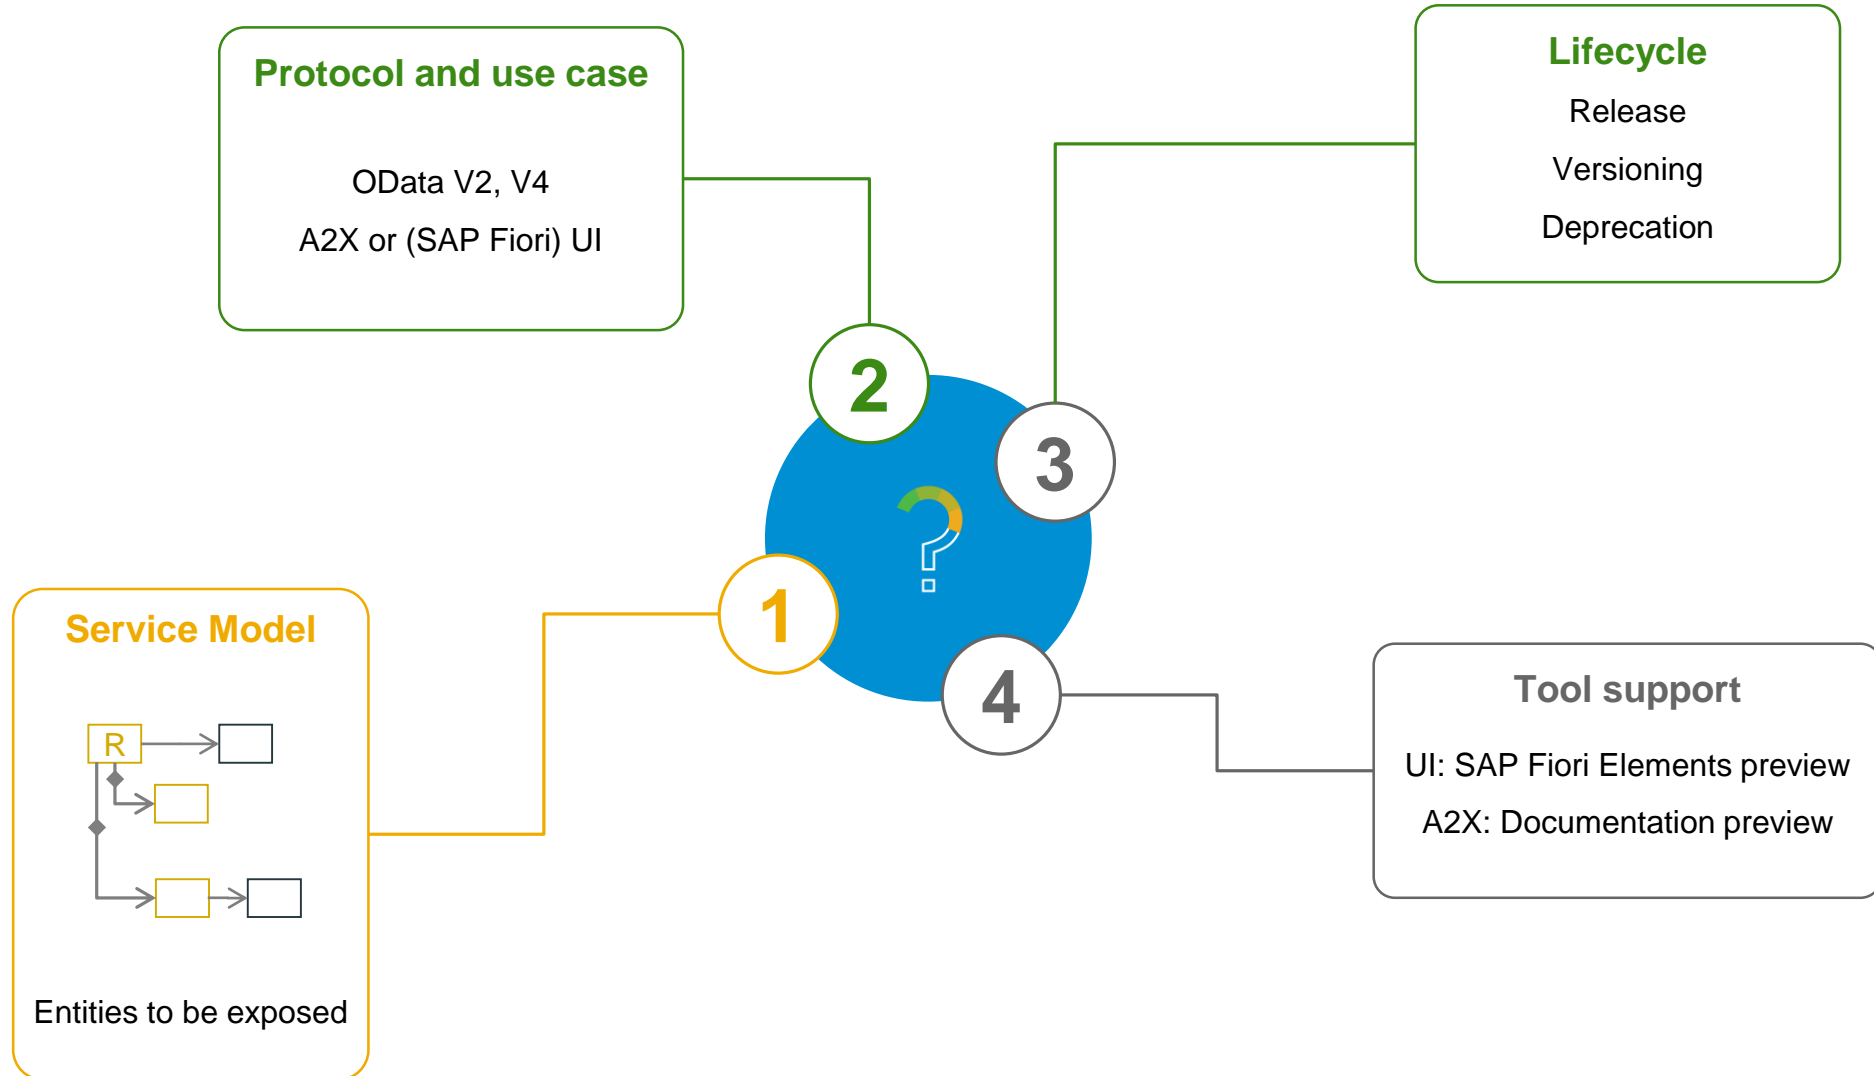 Protocol and use case
OData V2, V4
A2X or (SAP Fiori) UI
Lifecycle
Release
Versioning
Deprecation
2
3
1
4
Service Model
R
Entities to be exposed
Tool support
UI: SAP Fiori Elements preview
A2X: Documentation preview
?